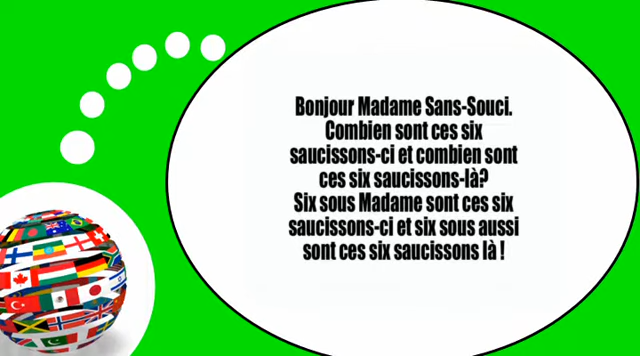 Bonjour Madame Sans-Souci.
Combien sont ces six
saucissons-ci et combien sont
ces six saucissons-là?
Six sous Madame sont ces six
saucissons-ci et six sous aussi
sont ces six saucissons là !